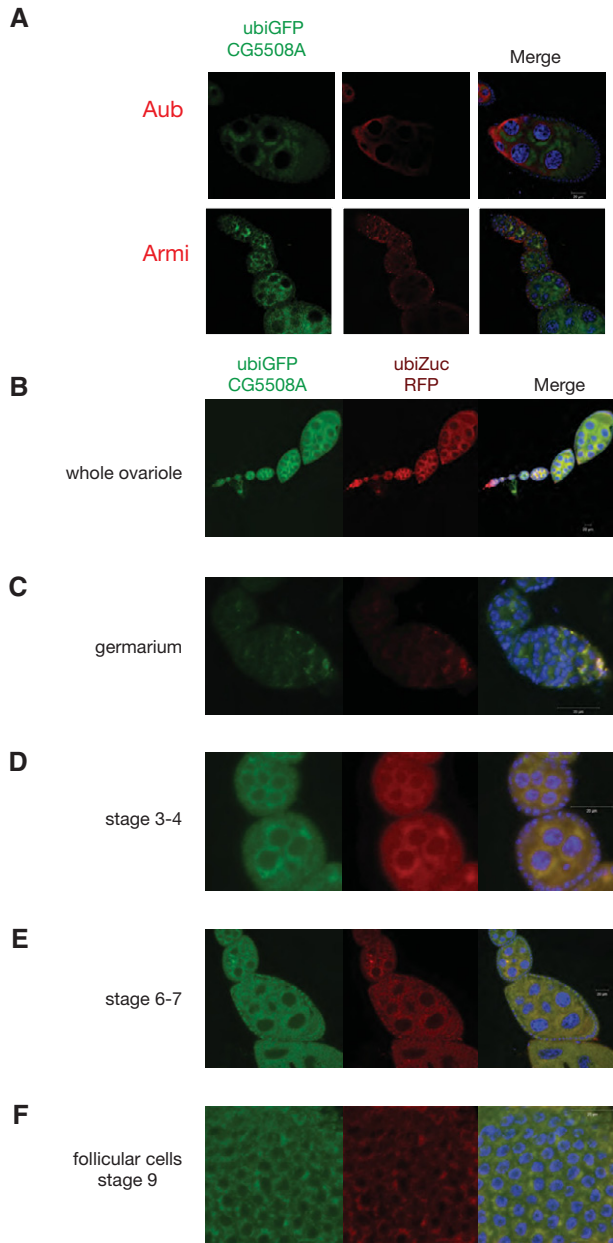 A
ubiGFP
CG5508A
Merge
Aub
Armi
B
ubiGFP
CG5508A
ubiZuc
RFP
Merge
whole ovariole
C
germarium
D
stage 3-4
E
stage 6-7
F
follicular cells
stage 9